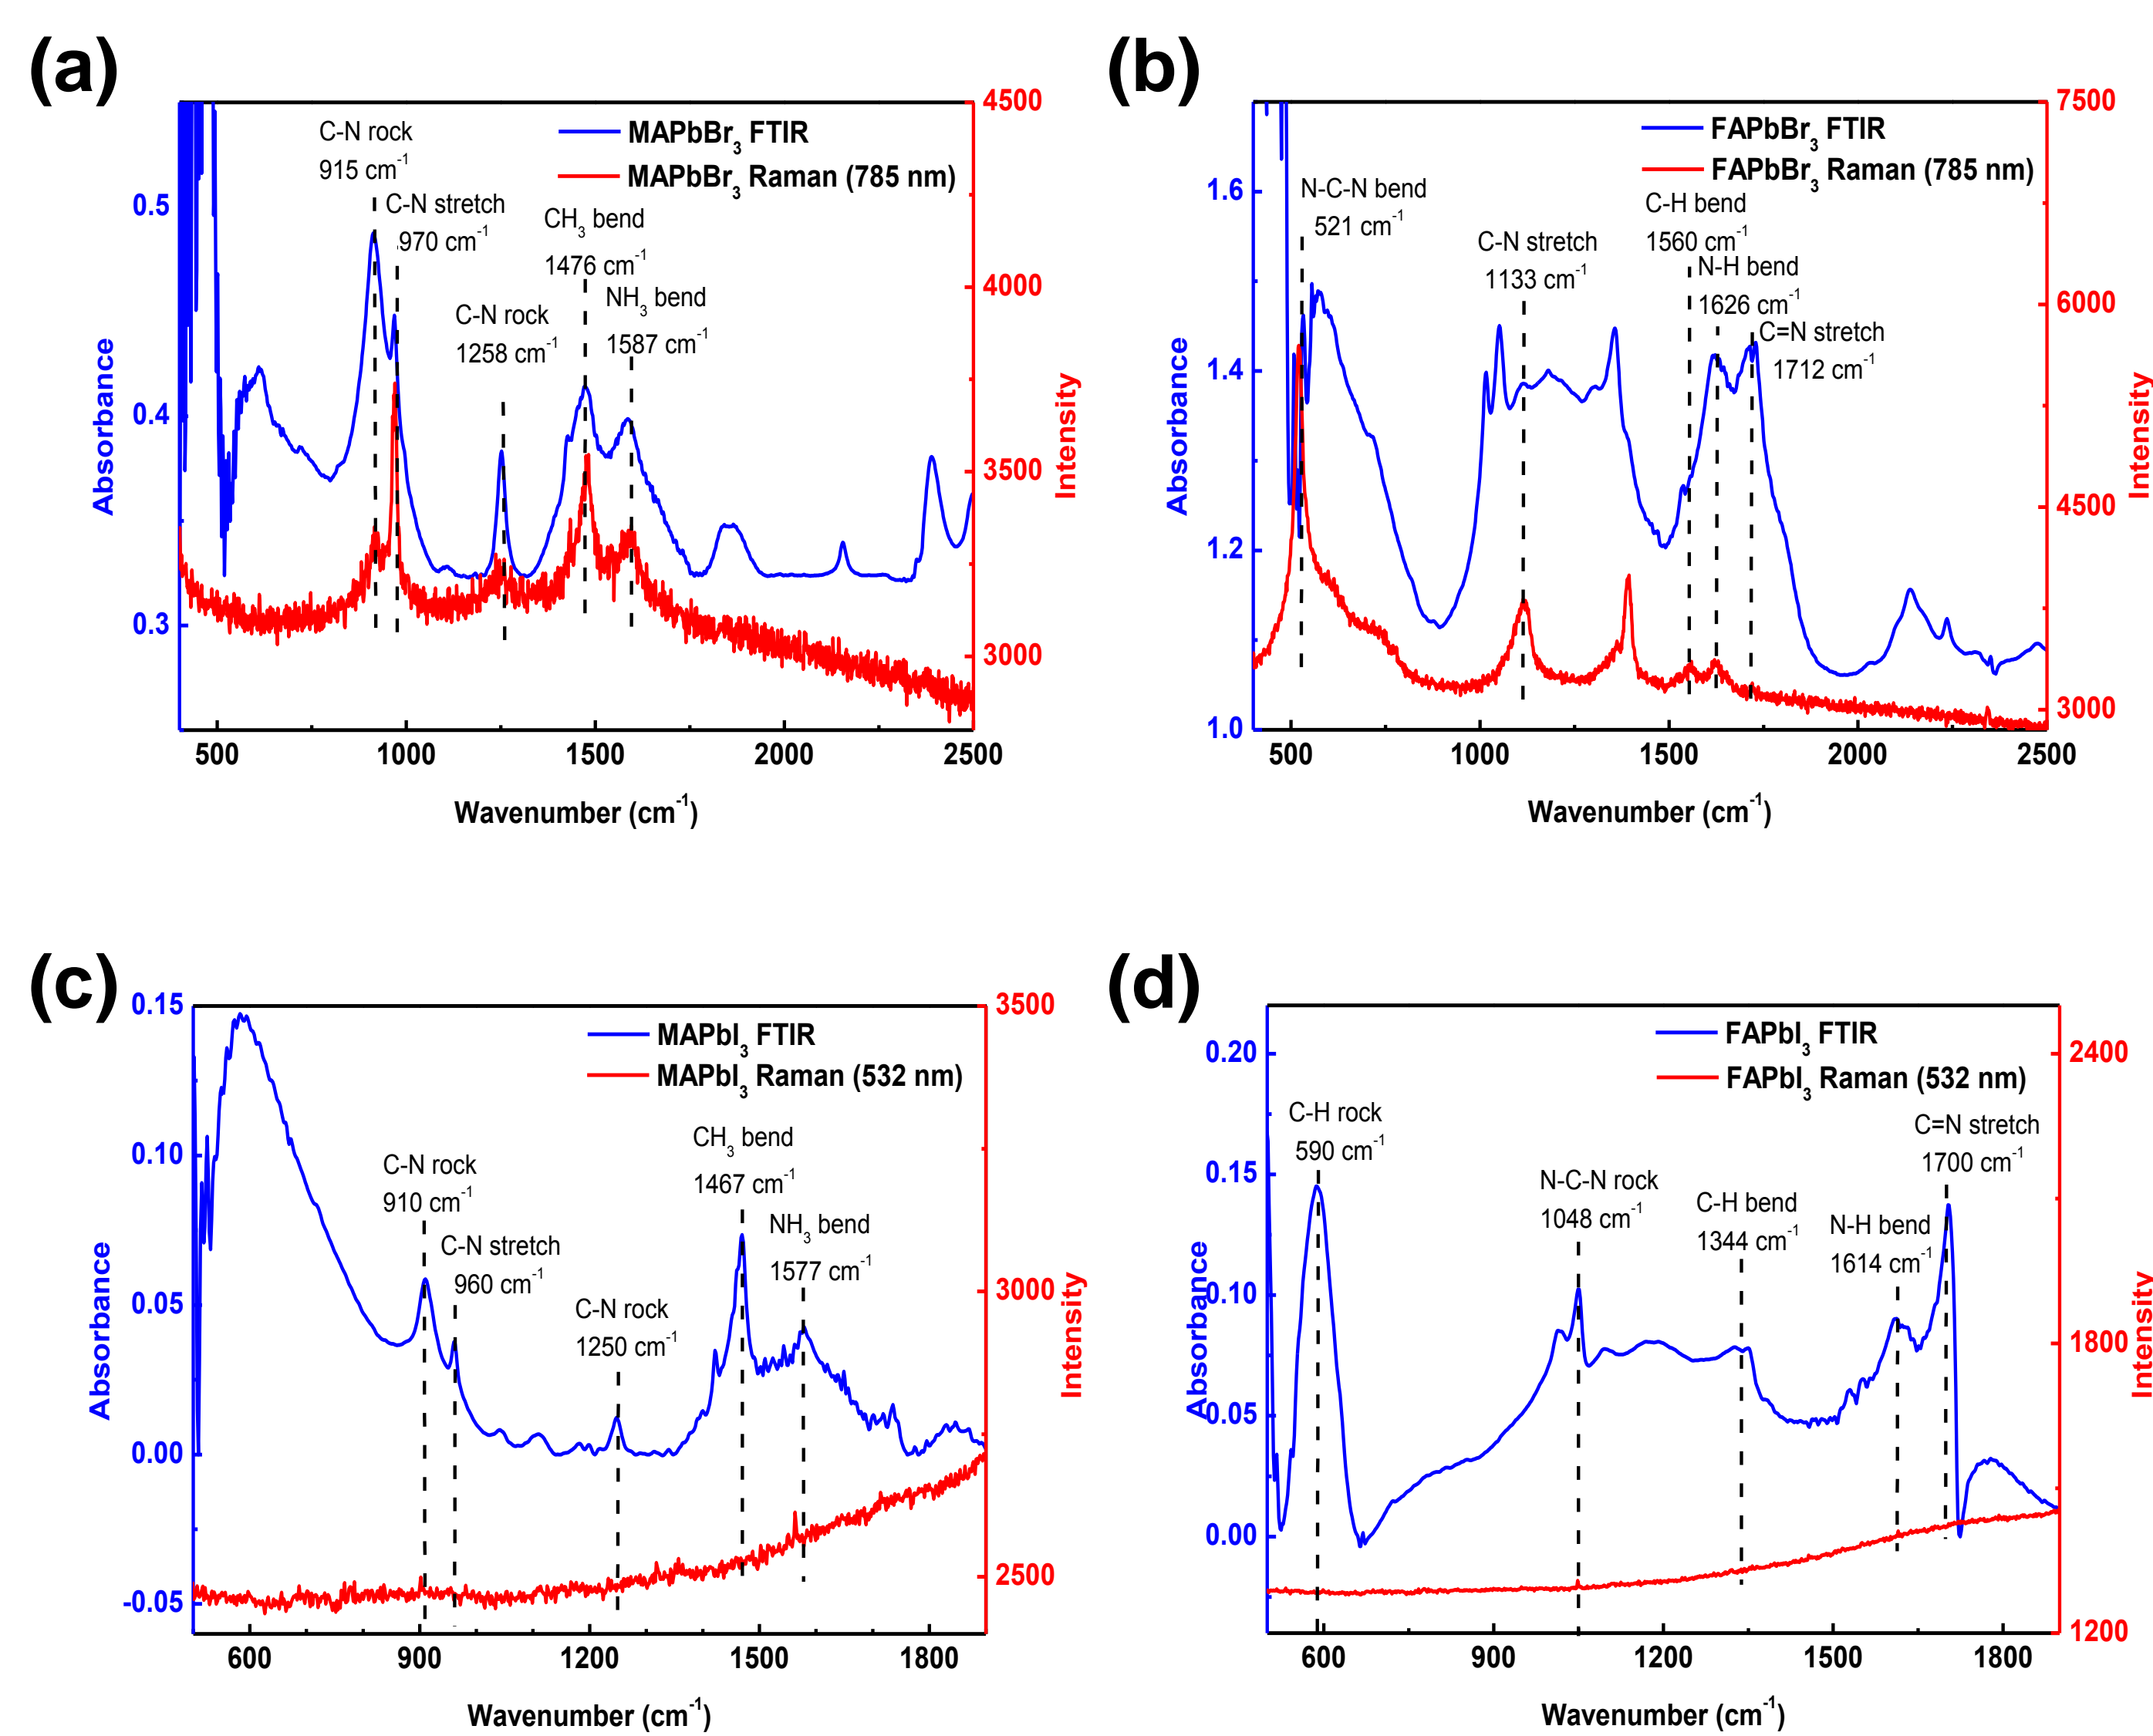 (a)
C-N rock
915 cm⁻¹
C-N stretch
970 cm⁻¹
C-N rock
1258 cm⁻¹
CH₃ bend
1476 cm⁻¹
NH₃ bend
1587 cm⁻¹
MAPbBr₃ FTIR
MAPbBr₃ Raman (785 nm)
0.5
0.4
0.3
Absorbance
4500
4000
3500
3000
Intensity
500 1000 1500 2000 2500
Wavenumber (cm⁻¹)
(b)
FAPbBr₃ FTIR
FAPbBr₃ Raman (785 nm)
N-C-N bend
521 cm⁻¹
C-N stretch
1133 cm⁻¹
C-H bend
1560 cm⁻¹
N-H bend
1626 cm⁻¹
C=N stretch
1712 cm⁻¹
1.6
1.4
1.2
1.0
Absorbance
7500
6000
4500
3000
Intensity
500 1000 1500 2000 2500
Wavenumber (cm⁻¹)
(c)
MAPbI₃ FTIR
MAPbI₃ Raman (532 nm)
C-N rock
910 cm⁻¹
C-N stretch
960 cm⁻¹
C-N rock
1250 cm⁻¹
CH₃ bend
1467 cm⁻¹
NH₃ bend
1577 cm⁻¹
0.15
0.10
0.05
0.00
-0.05
Absorbance
3500
3000
2500
Intensity
600 900 1200 1500 1800
Wavenumber (cm⁻¹)
(d)
FAPbI₃ FTIR
FAPbI₃ Raman (532 nm)
C-H rock
590 cm⁻¹
N-C-N rock
1048 cm⁻¹
C-H bend
1344 cm⁻¹
N-H bend
1614 cm⁻¹
C=N stretch
1700 cm⁻¹
0.20
0.15
0.10
0.05
0.00
Absorbance
2400
1800
1200
Intensity
600 900 1200 1500 1800
Wavenumber (cm⁻¹)